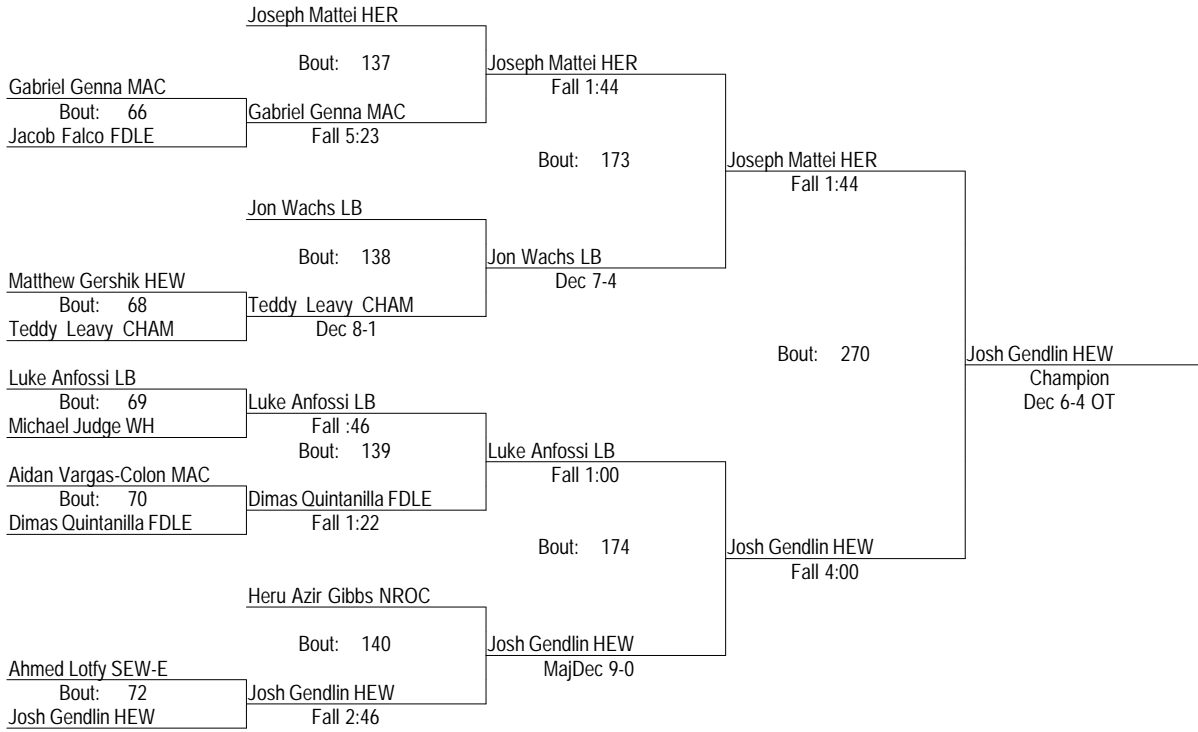 Joseph Mattei HER
Bout: 137
Joseph Mattei HER
Fall 1:44
Gabriel Genna MAC
Bout: 66
Jacob Falco FDLE
Gabriel Genna MAC
Fall 5:23
Bout: 173
Joseph Mattei HER
Fall 1:44
Jon Wachs LB
Bout: 138
Jon Wachs LB
Dec 7-4
Matthew Gershik HEW
Bout: 68
Teddy Leavy CHAM
Teddy Leavy CHAM
Dec 8-1
Bout: 270
Josh Gendlin HEW
Champion
Dec 6-4 OT
Luke Anfossi LB
Bout: 69
Michael Judge WH
Luke Anfossi LB
Fall :46
Bout: 139
Luke Anfossi LB
Fall 1:00
Aidan Vargas-Colon MAC
Bout: 70
Dimas Quintanilla FDLE
Dimas Quintanilla FDLE
Fall 1:22
Bout: 174
Josh Gendlin HEW
Fall 4:00
Heru Azir Gibbs NROC
Bout: 140
Josh Gendlin HEW
MajDec 9-0
Ahmed Lotfy SEW-E
Bout: 72
Josh Gendlin HEW
Josh Gendlin HEW
Fall 2:46